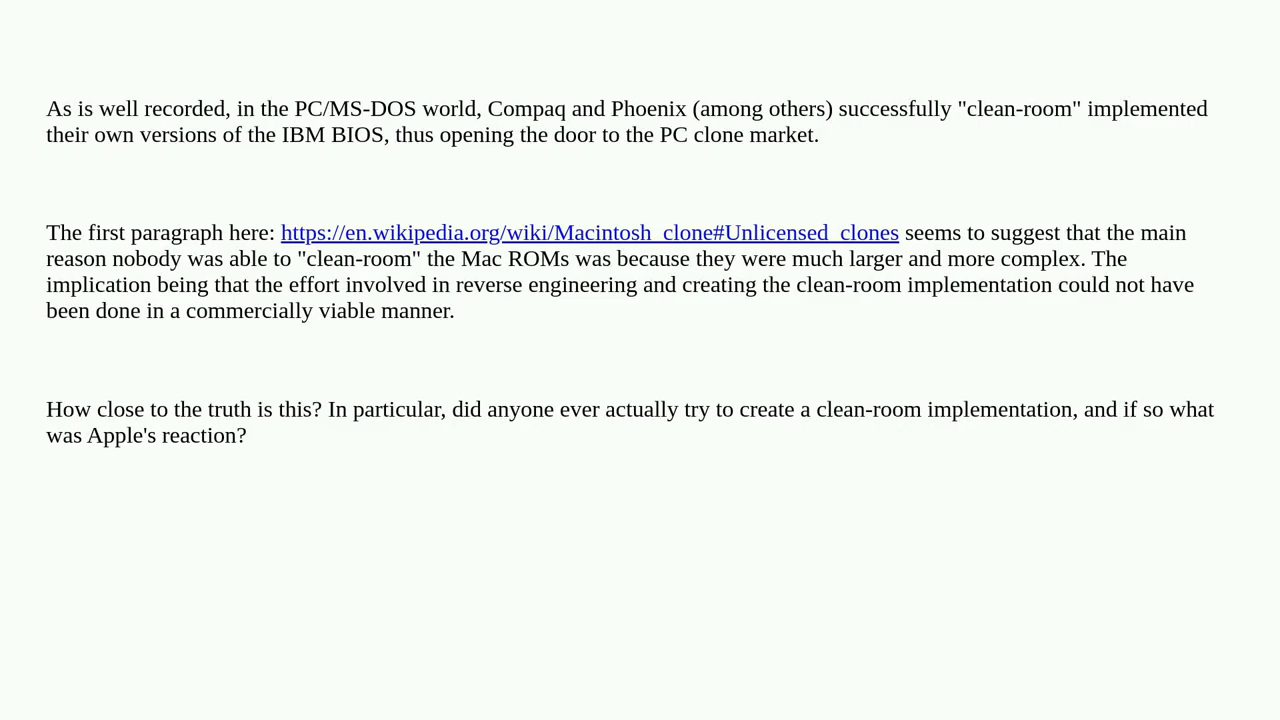 As is well recorded, in the PC/MS-DOS world, Compaq and Phoenix (among others) successfully "clean-room" implemented
their own versions of the IBM BIOS, thus opening the door to the PC clone market.
The first paragraph here: https://en.wikipedia.org/wiki/Macintosh_clone#Unlicensed_clones seems to suggest that the main
reason nobody was able to "clean-room" the Mac ROMs was because they were much larger and more complex. The
implication being that the effort involved in reverse engineering and creating the clean-room implementation could not have
been done in a commercially viable manner.
How close to the truth is this? In particular, did anyone ever actually try to create a clean-room implementation, and if so what
was Apple's reaction?